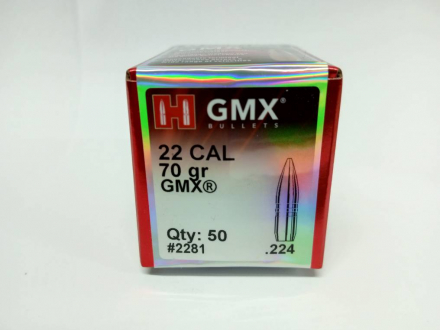 H GMX®
BULLETS
22 CAL
70 gr
GMX®
Qty: 50
#2281
.224